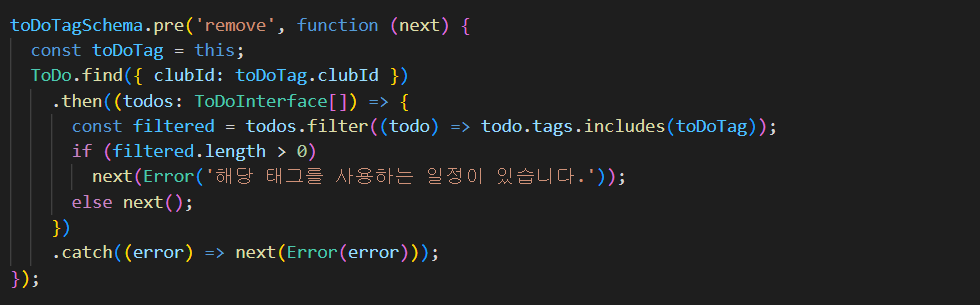 toDoTagSchema.pre('remove', function (next) {
  const toDoTag = this;
  ToDo.find({ clubId: toDoTag.clubId })
    .then((todos: ToDoInterface[]) => {
      const filtered = todos.filter((todo) => todo.tags.includes(toDoTag));
      if (filtered.length > 0)
        next(Error('해당 태그를 사용하는 일정이 있습니다.'));
      else next();
    })
    .catch((error) => next(Error(error)));
});